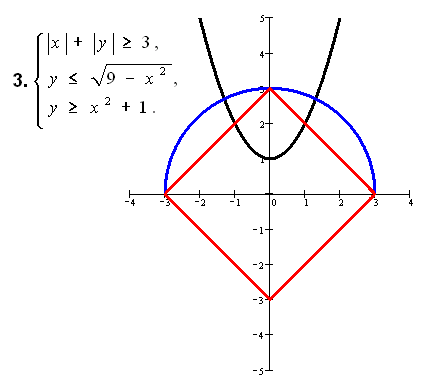 |x| + |y| ≥ 3,
3. { y ≤ √(9 − x²),
y ≥ x² + 1.
5
4
3
2
1
-4 -3 -2 -1 0 1 2 3 4
-1
-2
-3
-4
-5